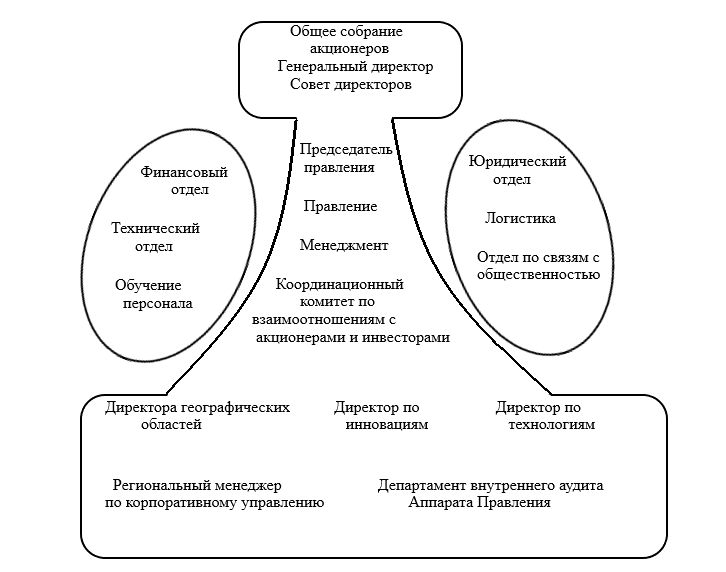 Общее собрание
акционеров
Генеральный директор
Совет директоров
Председатель
правления
Правление
Менеджмент
Координационный
комитет по
взаимоотношениям с
акционерами и инвесторами
Финансовый
отдел
Технический
отдел
Обучение
персонала
Юридический
отдел
Логистика
Отдел по связям с
общественностью
Директора географических
областей
Директор по
инновациям
Директор по
технологиям
Региональный менеджер
по корпоративному управлению
Департамент внутреннего аудита
Аппарата Правления